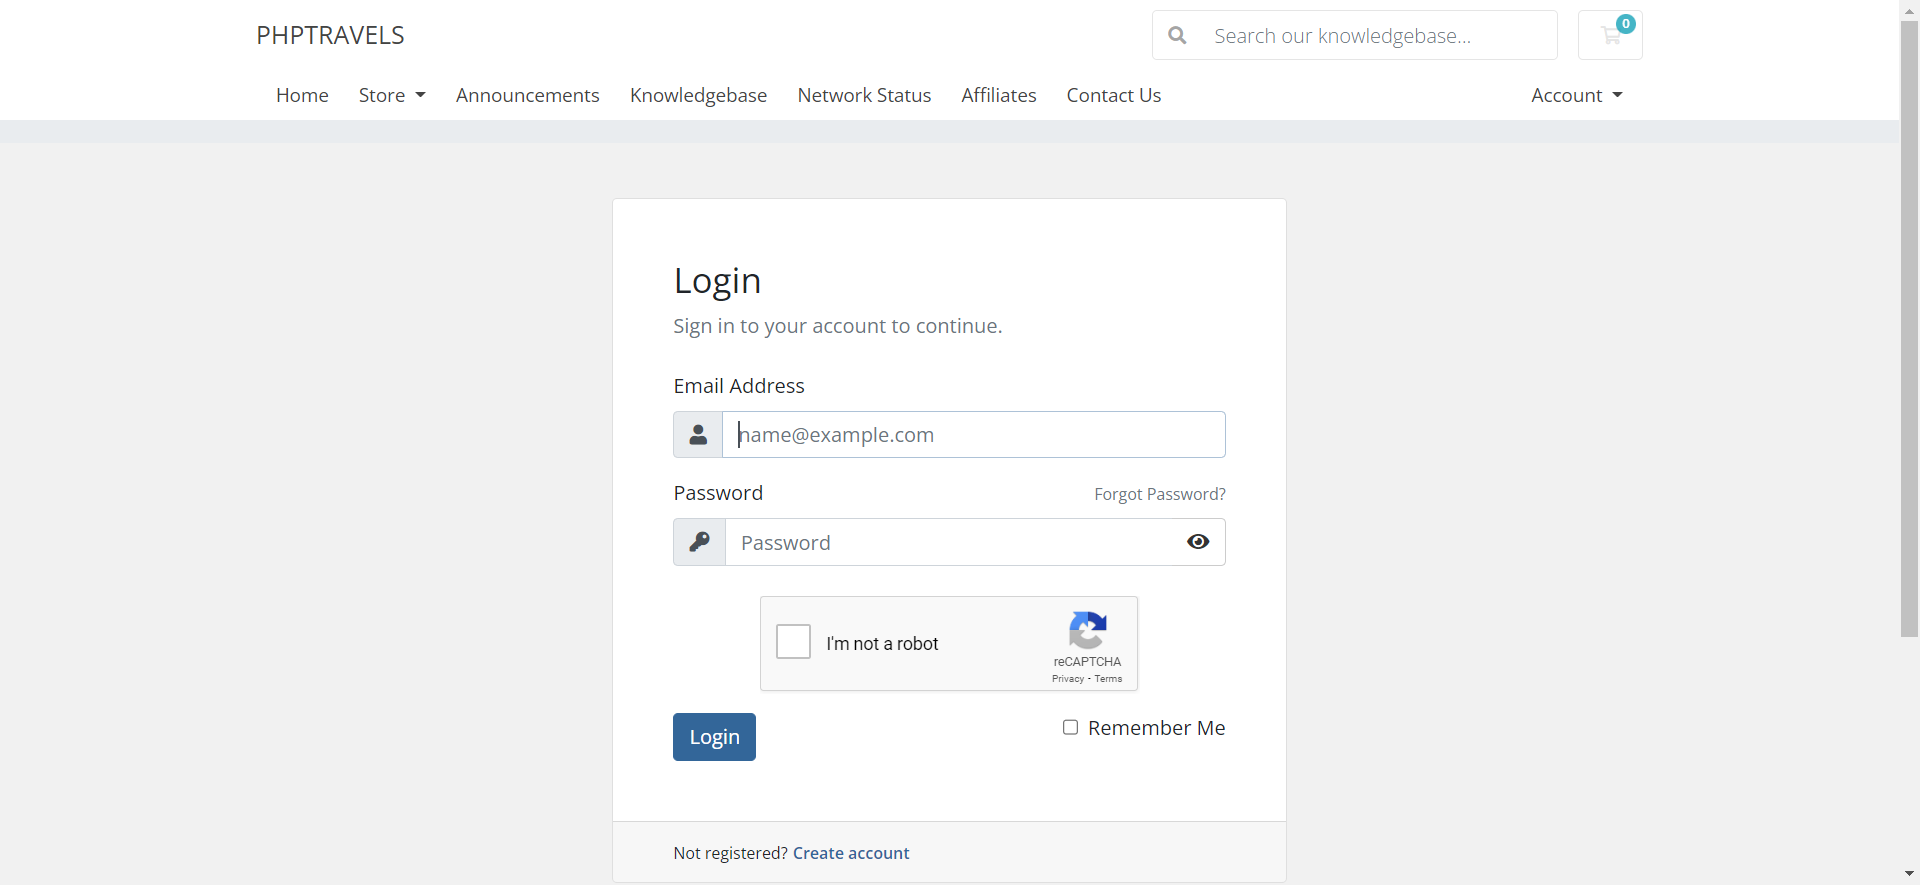 PHPTRAVELS
Search our knowledgebase...
0
Home Store Announcements Knowledgebase Network Status Affiliates Contact Us Account
Login
Sign in to your account to continue.
Email Address
name@example.com
Password Forgot Password?
Password
I'm not a robot
reCAPTCHA
Privacy - Terms
Login Remember Me
Not registered? Create account